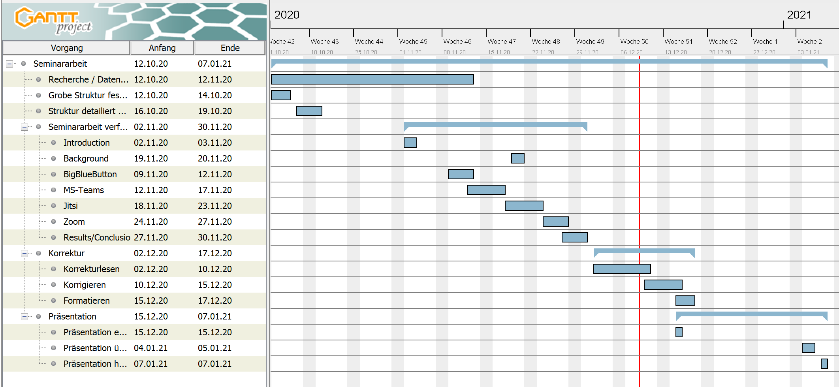 GANTT
project
2020
2021
Woche 43 Woche 44 Woche 45 Woche 46 Woche 47 Woche 48 Woche 49 Woche 50 Woche 51 Woche 52 Woche 1 Woche 2
Vorgang Anfang Ende
Seminararbeit 12.10.20 07.01.21
Recherche / Daten... 12.10.20 12.11.20
Grobe Struktur fes... 12.10.20 14.10.20
Struktur detailiert ... 16.10.20 19.10.20
Seminararbeit verf... 02.11.20 30.11.20
Introduction 02.11.20 03.11.20
Background 19.11.20 20.11.20
BigBlueButton 09.11.20 12.11.20
MS-Teams 12.11.20 17.11.20
Jitsi 18.11.20 23.11.20
Zoom 24.11.20 27.11.20
Results/Conclusio 27.11.20 30.11.20
Korrektur 02.12.20 17.12.20
Korrekturlesen 02.12.20 10.12.20
Korrigieren 10.12.20 15.12.20
Formatieren 15.12.20 17.12.20
Präsentation 15.12.20 07.01.21
Präsentation e... 15.12.20 15.12.20
Präsentation ü... 04.01.21 05.01.21
Präsentation h... 07.01.21 07.01.21